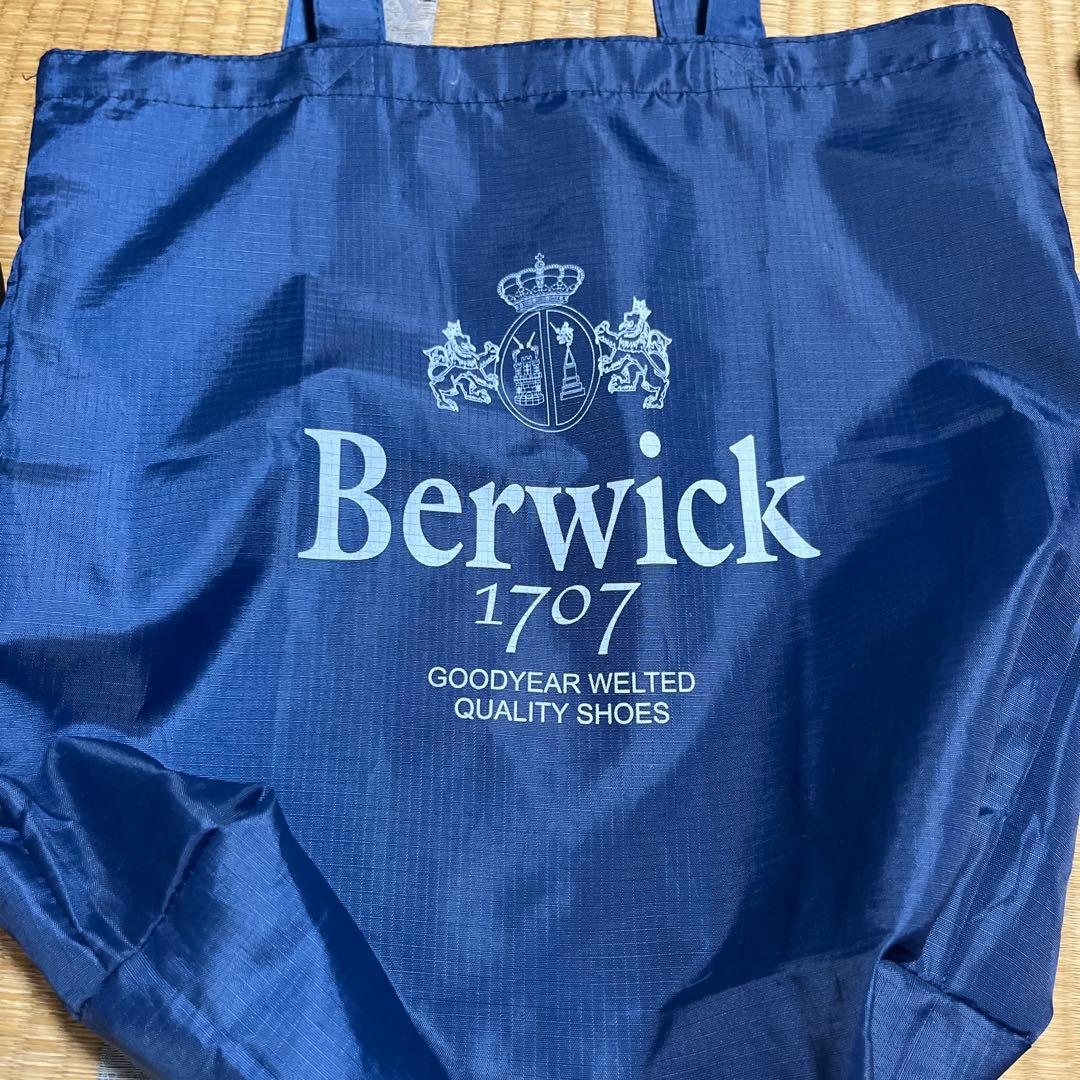 Berwick
1707
GOODYEAR WELTED
QUALITY SHOES